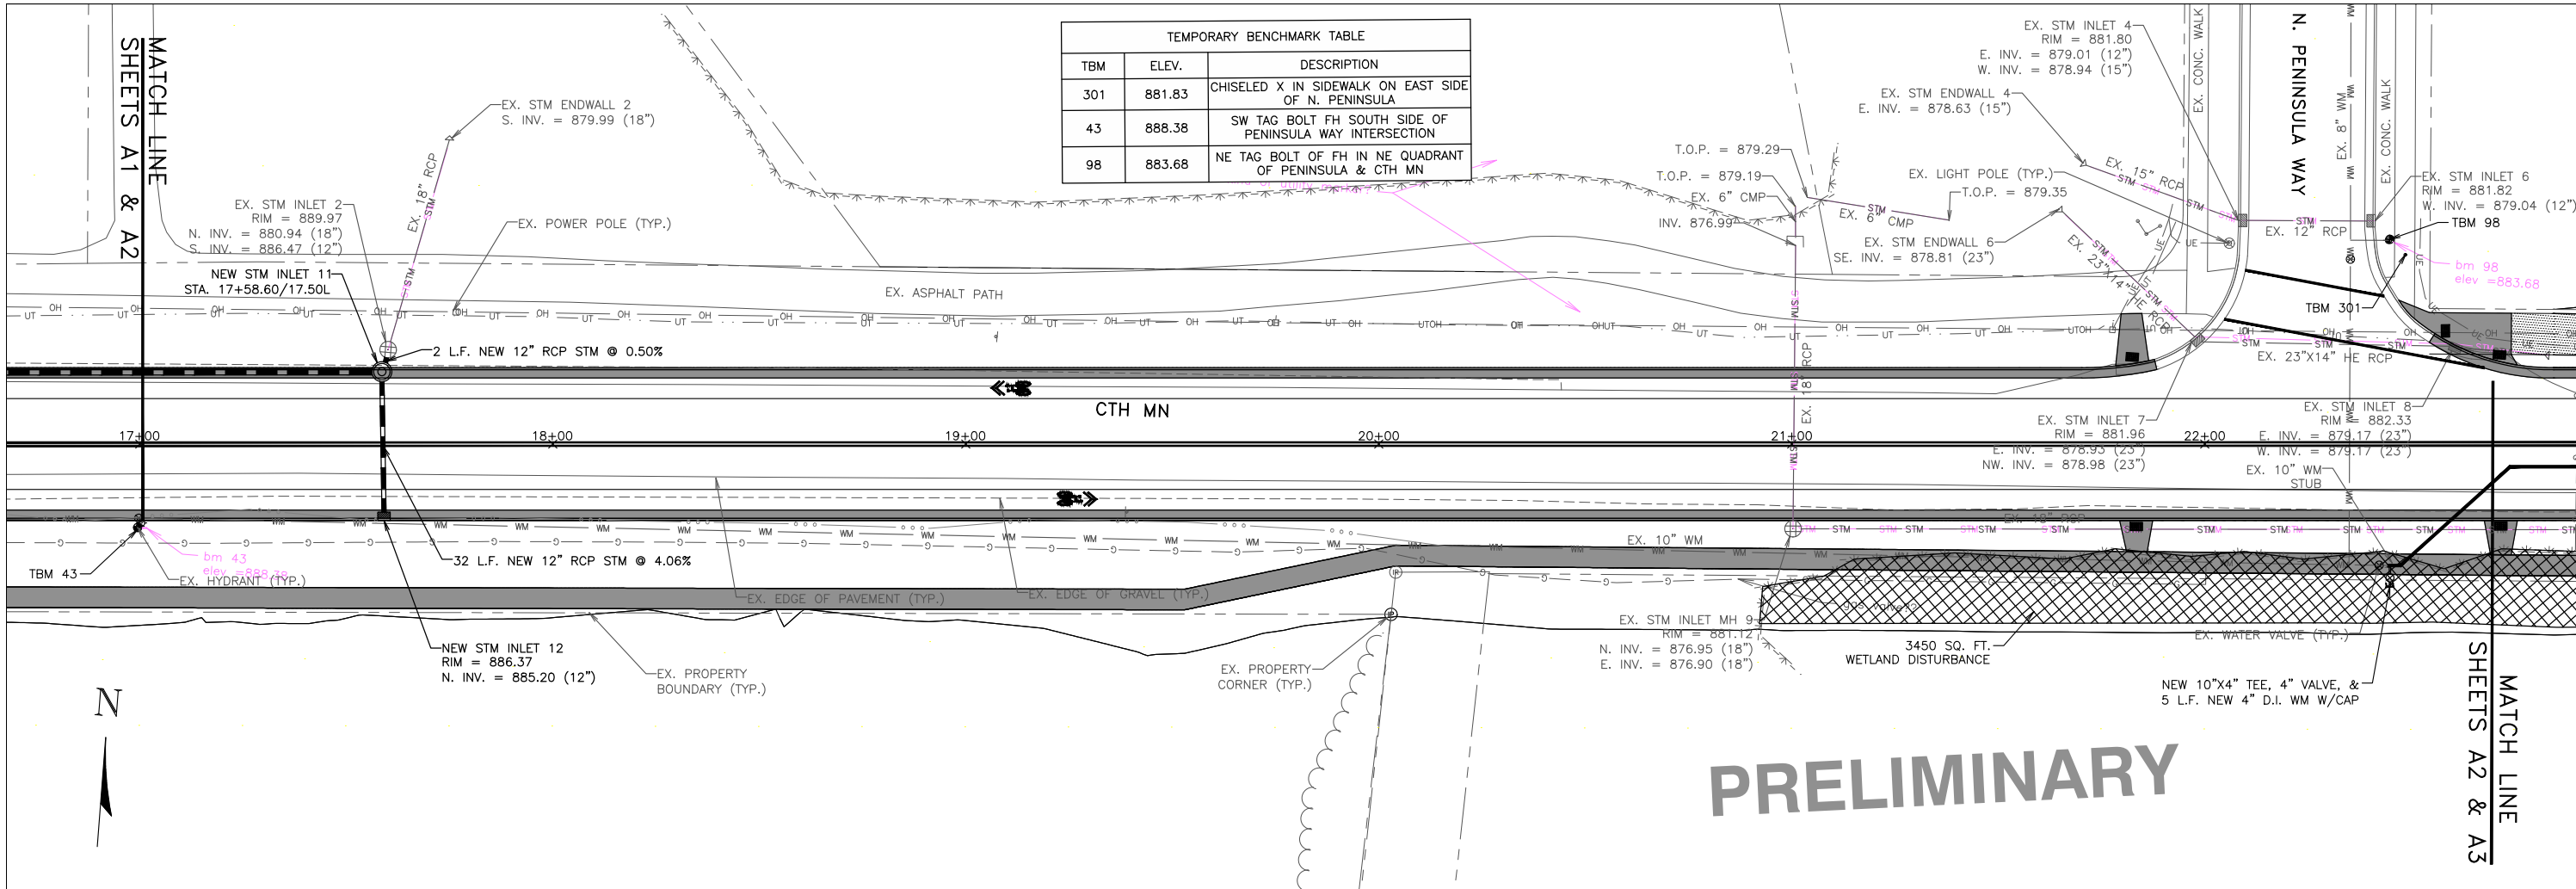 MATCH LINE
SHEETS A1 & A2
TEMPORARY BENCHMARK TABLE
TBM ELEV. DESCRIPTION
301 881.83 CHISELED X IN SIDEWALK ON EAST SIDE
OF N. PENINSULA
43 888.38 SW TAG BOLT FH SOUTH SIDE OF
PENINSULA WAY INTERSECTION
98 883.68 NE TAG BOLT OF FH IN NE QUADRANT
OF PENINSULA & CTH MN
EX. STM ENDWALL 2
S. INV. = 879.99 (18")
EX. 18" RCP
STM
EX. STM INLET 2
RIM = 889.97
N. INV. = 880.94 (18")
S. INV. = 886.47 (12")
NEW STM INLET 11
STA. 17+58.60/17.50L
EX. POWER POLE (TYP.)
EX. ASPHALT PATH
2 L.F. NEW 12" RCP STM @ 0.50%
T.O.P. = 879.29
T.O.P. = 879.19
EX. 6" CMP
INV. 876.99
EX. 6" CMP
T.O.P. = 879.35
EX. STM INLET 4
RIM = 881.80
E. INV. = 879.01 (12")
W. INV. = 878.94 (15")
EX. STM ENDWALL 4
E. INV. = 878.63 (15")
EX. LIGHT POLE (TYP.)
EX. 15" RCP
EX. STM ENDWALL 6
SE. INV. = 878.81 (23")
EX. 23"X14" HE RCP
EX. CONC. WALK
N. PENINSULA WAY
EX. 8" WM
EX. CONC. WALK
EX. STM INLET 6
RIM = 881.82
W. INV. = 879.04 (12")
TBM 98
EX. 12" RCP
bm 98
elev =883.68
TBM 301
EX. 23"X14" HE RCP
EX. 18" RCP
CTH MN
17+00
18+00
19+00
20+00
21+00
22+00
EX. STM INLET 7
RIM = 881.96
E. INV. = 878.93 (23")
NW. INV. = 878.98 (23")
EX. STM INLET 8
RIM = 882.33
E. INV. = 879.17 (23")
W. INV. = 879.17 (23")
EX. 10" WM
STUB
bm 43
elev =888.38
TBM 43
EX. HYDRANT (TYP.)
32 L.F. NEW 12" RCP STM @ 4.06%
EX. EDGE OF PAVEMENT (TYP.)
EX. EDGE OF GRAVEL (TYP.)
EX. 10" WM
EX. 18" RCP
gas valve??
NEW STM INLET 12
RIM = 886.37
N. INV. = 885.20 (12")
EX. PROPERTY
BOUNDARY (TYP.)
EX. PROPERTY
CORNER (TYP.)
EX. STM INLET MH 9
RIM = 881.12
N. INV. = 876.95 (18")
E. INV. = 876.90 (18")
3450 SQ. FT.
WETLAND DISTURBANCE
EX. WATER VALVE (TYP.)
NEW 10"X4" TEE, 4" VALVE, &
5 L.F. NEW 4" D.I. WM W/CAP
MATCH LINE
SHEETS A2 & A3
N
PRELIMINARY